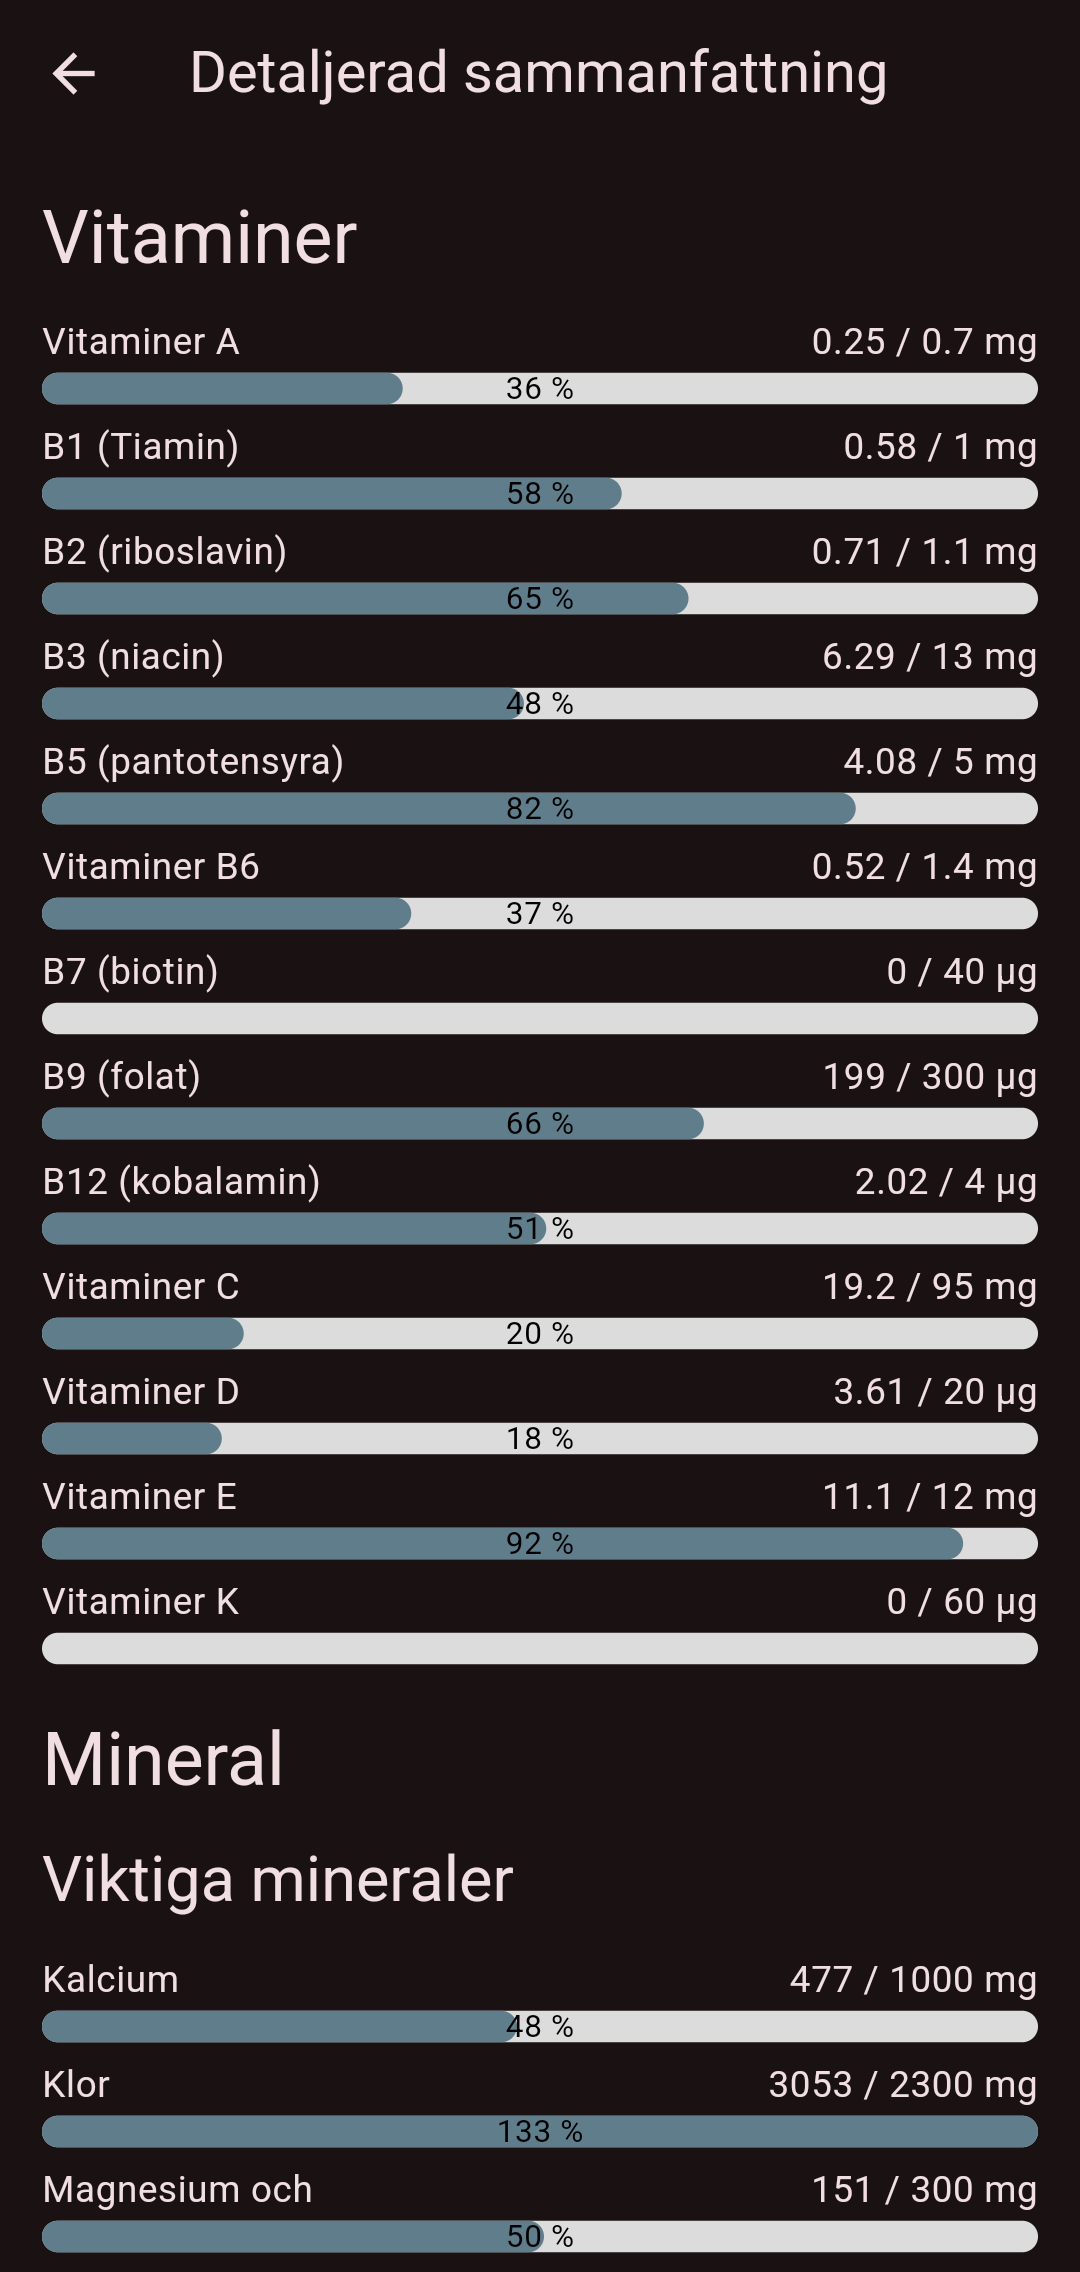 Detaljerad sammanfattning
Vitaminer
Vitaminer A 0.25 / 0.7 mg
36 %
B1 (Tiamin) 0.58 / 1 mg
58 %
B2 (riboslavin) 0.71 / 1.1 mg
65 %
B3 (niacin) 6.29 / 13 mg
48 %
B5 (pantotensyra) 4.08 / 5 mg
82 %
Vitaminer B6 0.52 / 1.4 mg
37 %
B7 (biotin) 0 / 40 µg
B9 (folat) 199 / 300 µg
66 %
B12 (kobalamin) 2.02 / 4 µg
51 %
Vitaminer C 19.2 / 95 mg
20 %
Vitaminer D 3.61 / 20 µg
18 %
Vitaminer E 11.1 / 12 mg
92 %
Vitaminer K 0 / 60 µg
Mineral
Viktiga mineraler
Kalcium 477 / 1000 mg
48 %
Klor 3053 / 2300 mg
133 %
Magnesium och 151 / 300 mg
50 %